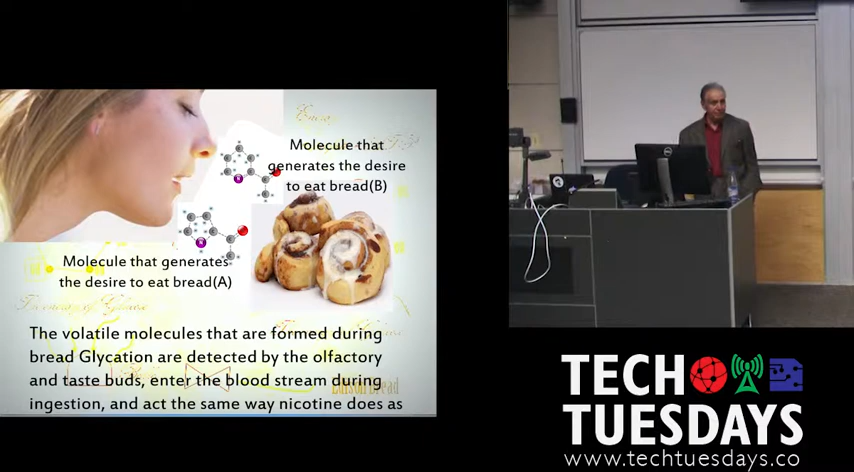 Molecule that
generates the desire
to eat bread(B)
Molecule that generates
the desire to eat bread(A)
The volatile molecules that are formed during
bread Glycation are detected by the olfactory
and taste buds, enter the blood stream during
ingestion, and act the same way nicotine does as
TECH
TUESDAYS
www.techtuesdays.co